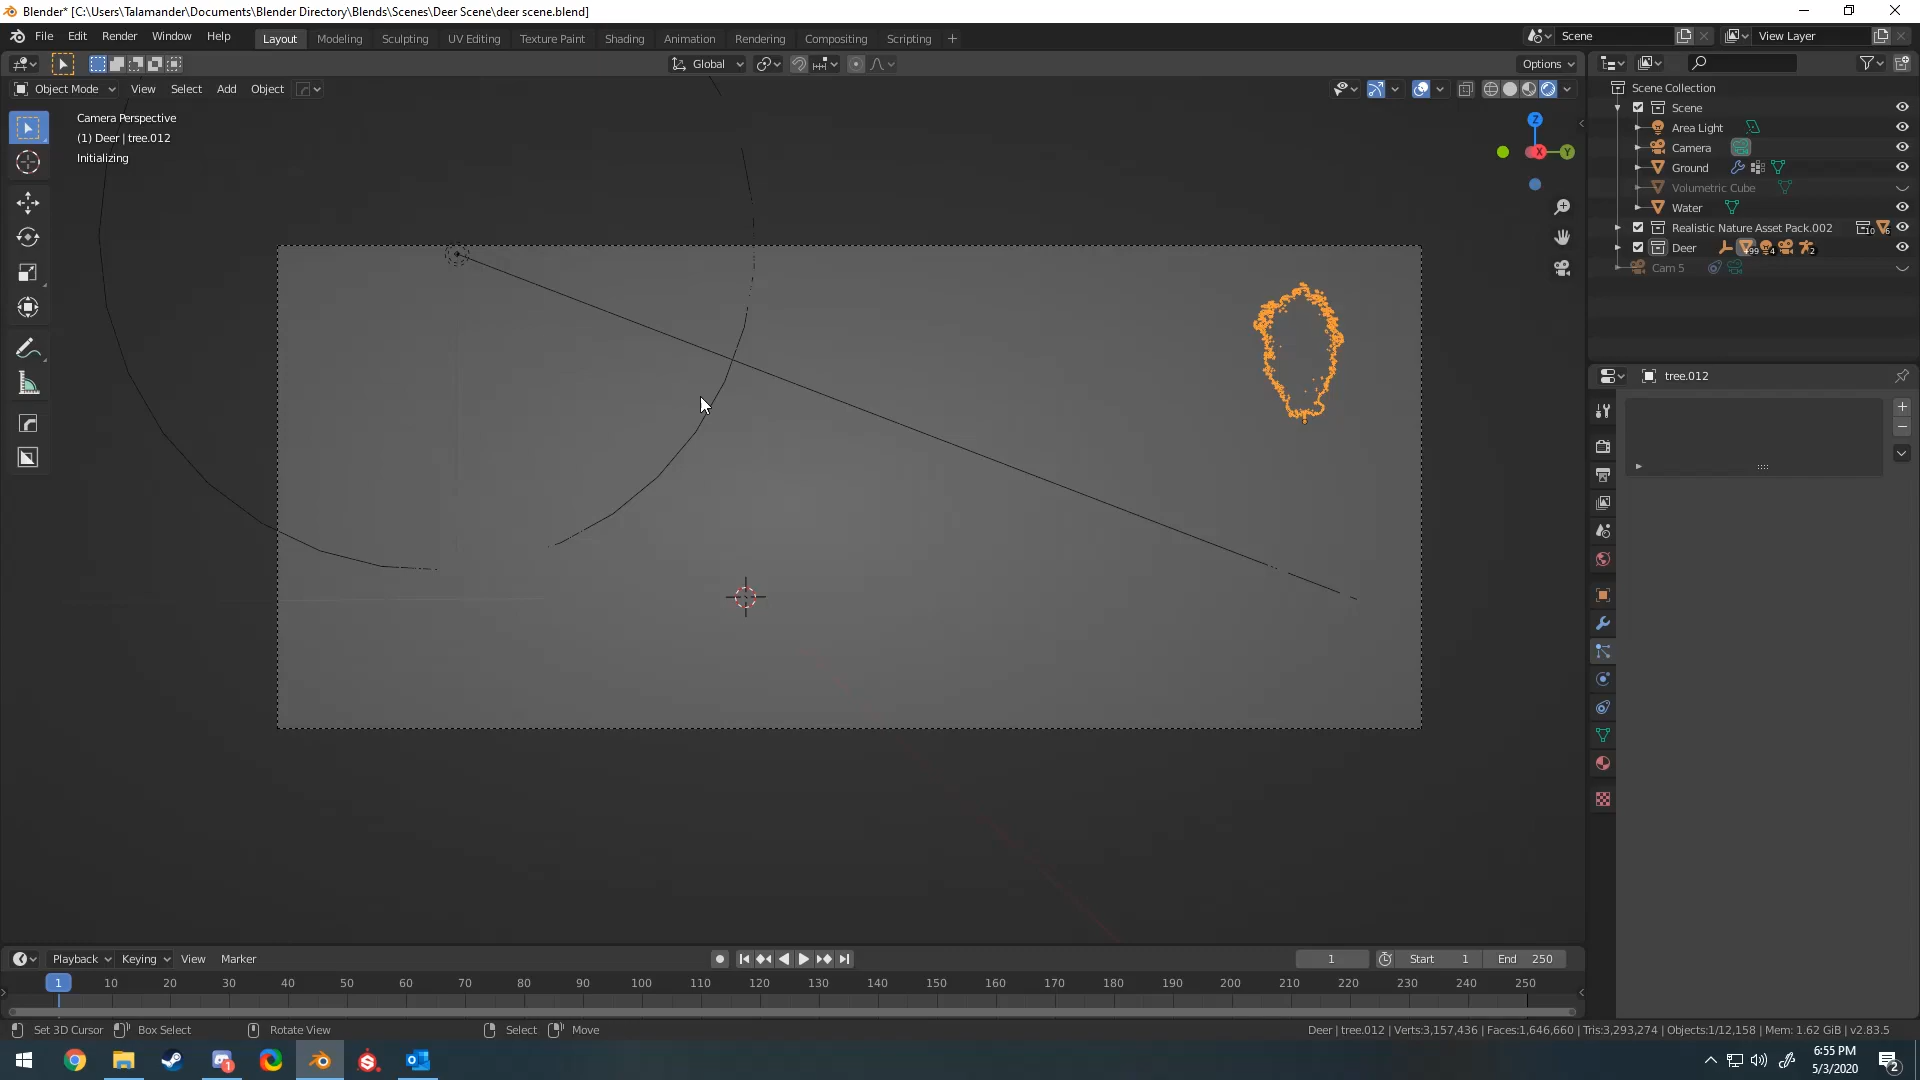 Blender* [C:\Users\Talamander\Documents\Blender Directory\Blends\Scenes\Deer Scene\deer scene.blend]
File Edit Render Window Help Layout Modeling Sculpting UV Editing Texture Paint Shading Animation Rendering Compositing Scripting + Scene View Layer
Global Options
Object Mode View Select Add Object
Camera Perspective
(1) Deer | tree.012
Initializing
Z
X
Y
Scene Collection
Scene
Area Light
Camera
Ground
Volumetric Cube
Water
Realistic Nature Asset Pack.002 10 6
Deer +99 4 2
Cam 5
tree.012
Playback Keying View Marker 1 Start 1 End 250
1 10 20 30 40 50 60 70 80 90 100 110 120 130 140 150 160 170 180 190 200 210 220 230 240 250
Set 3D Cursor Box Select Rotate View Select Move Deer | tree.012 | Verts:3,157,436 | Faces:1,646,660 | Tris:3,293,274 | Objects:1/12,158 | Mem: 1.62 GiB | v2.83.5
1
6:55 PM
5/3/2020
2